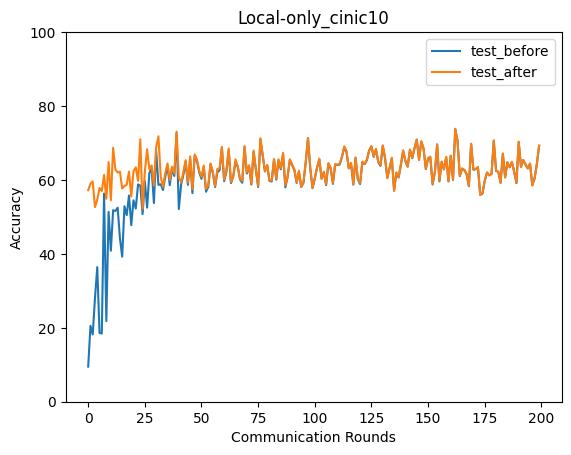 Local-only_cinic10
test_before
test_after
Accuracy
100
80
60
40
20
0
0 25 50 75 100 125 150 175 200
Communication Rounds